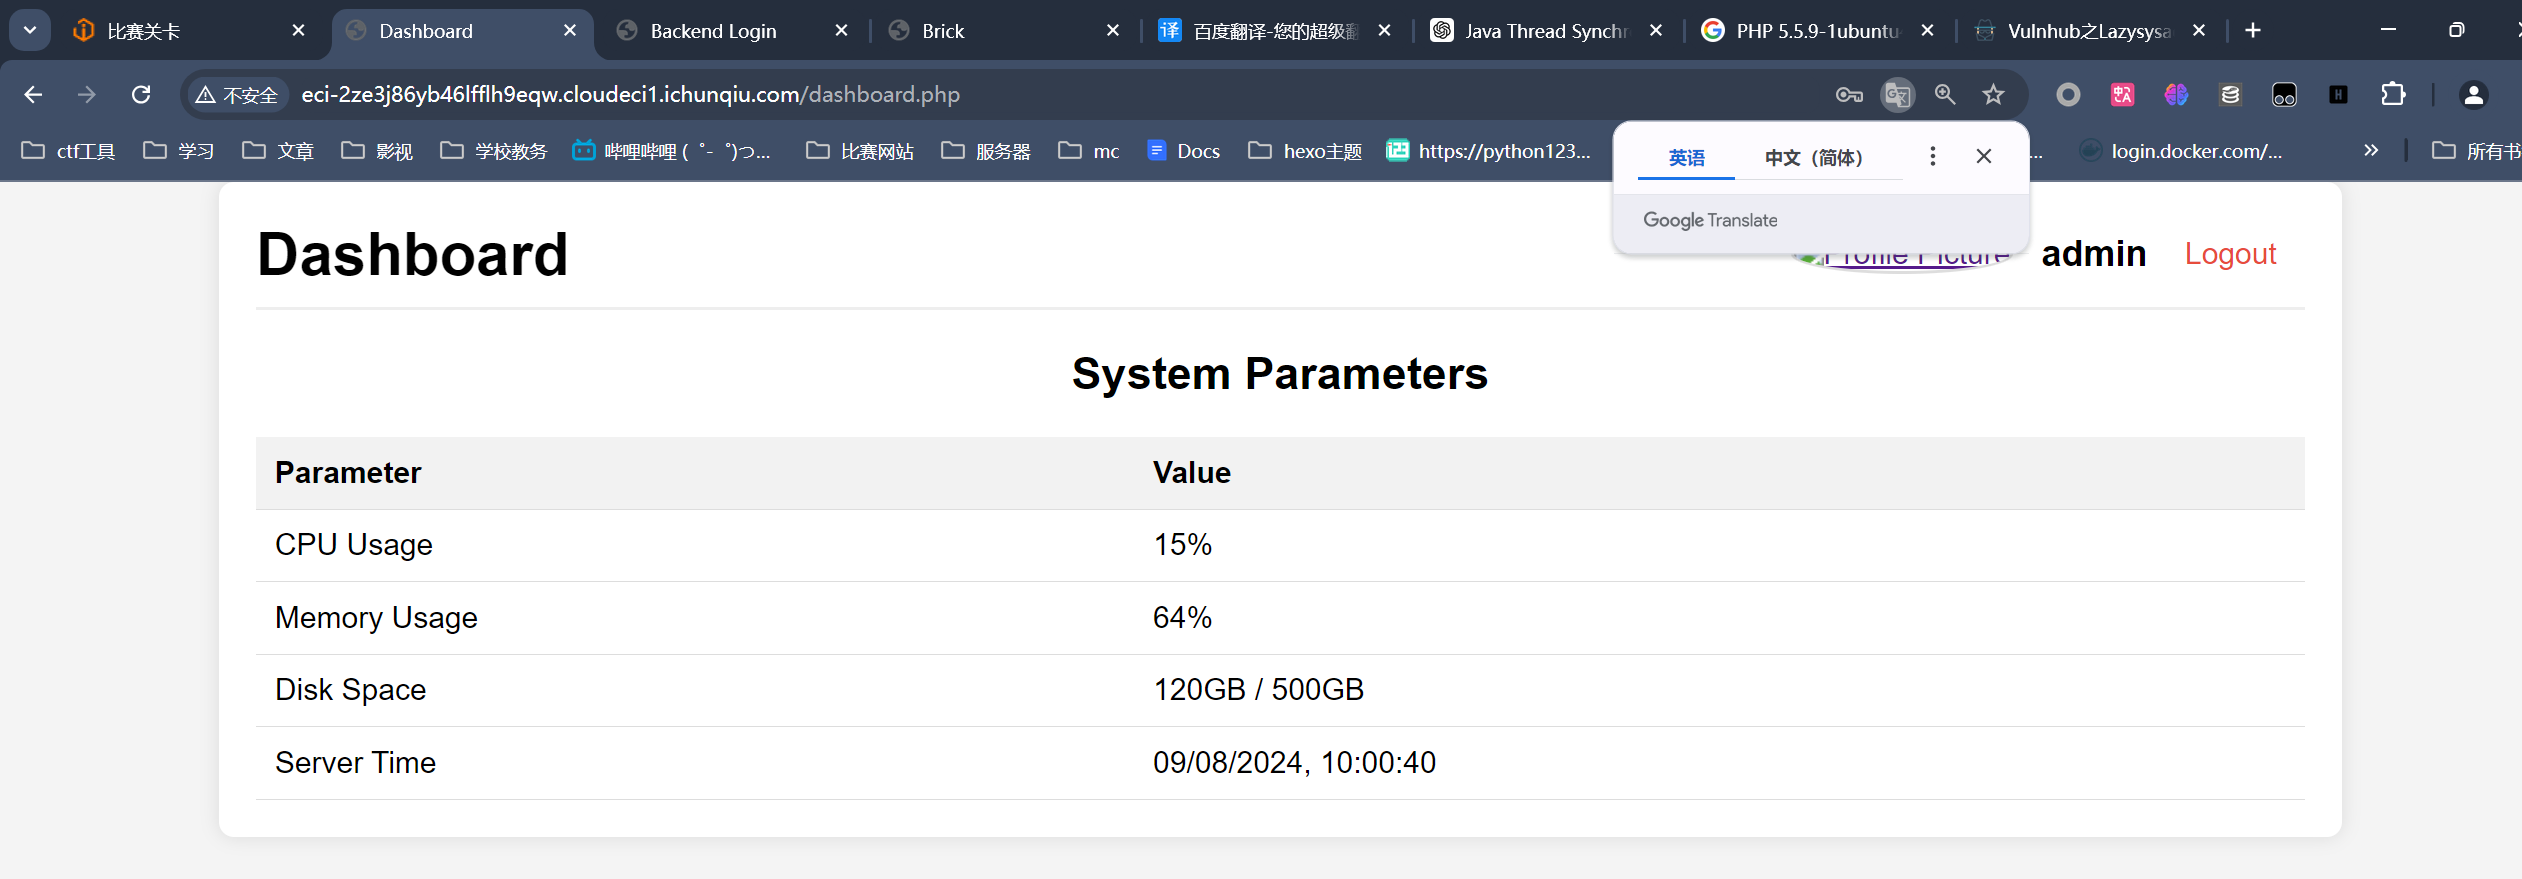 比赛关卡
Dashboard
Backend Login
Brick
百度翻译-您的超级翻
Java Thread Synchr
PHP 5.5.9-1ubuntu
Vulnhub之Lazysysa
不安全
eci-2ze3j86yb46lfflh9eqw.cloudeci1.ichunqiu.com/dashboard.php
ctf工具
学习
文章
影视
学校教务
哔哩哔哩 (゜-゜)つ...
比赛网站
服务器
mc
Docs
hexo主题
https://python123...
...
login.docker.com/...
所有书
英语
中文（简体）
Google Translate
Dashboard
Profile Picture
admin
Logout
System Parameters
Parameter Value
CPU Usage 15%
Memory Usage 64%
Disk Space 120GB / 500GB
Server Time 09/08/2024, 10:00:40